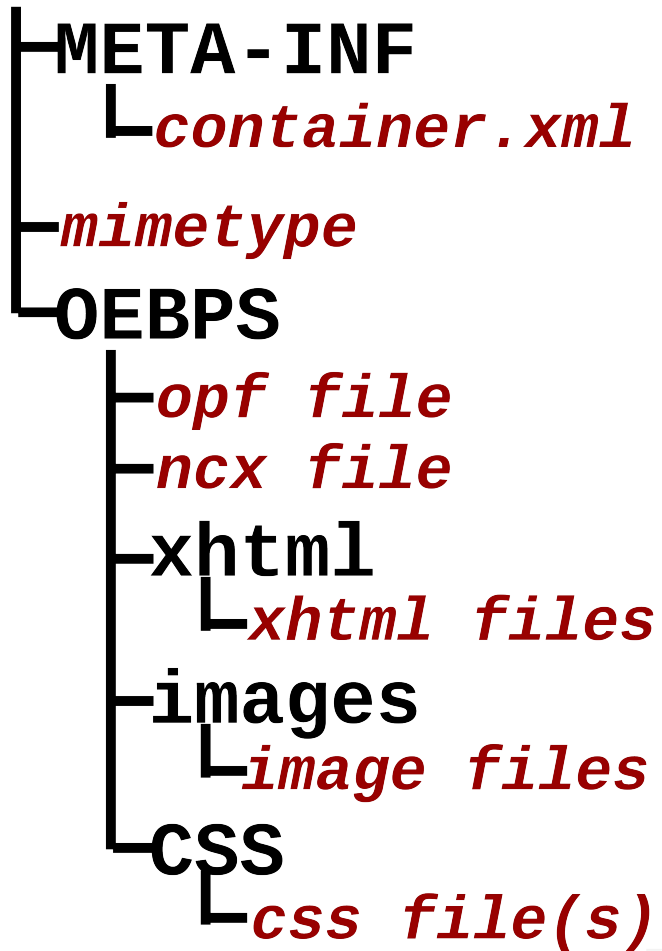 META-INF
container.xml
mimetype
OEBPS
opf file
ncx file
xhtml
xhtml files
images
image files
CSS
css file(s)